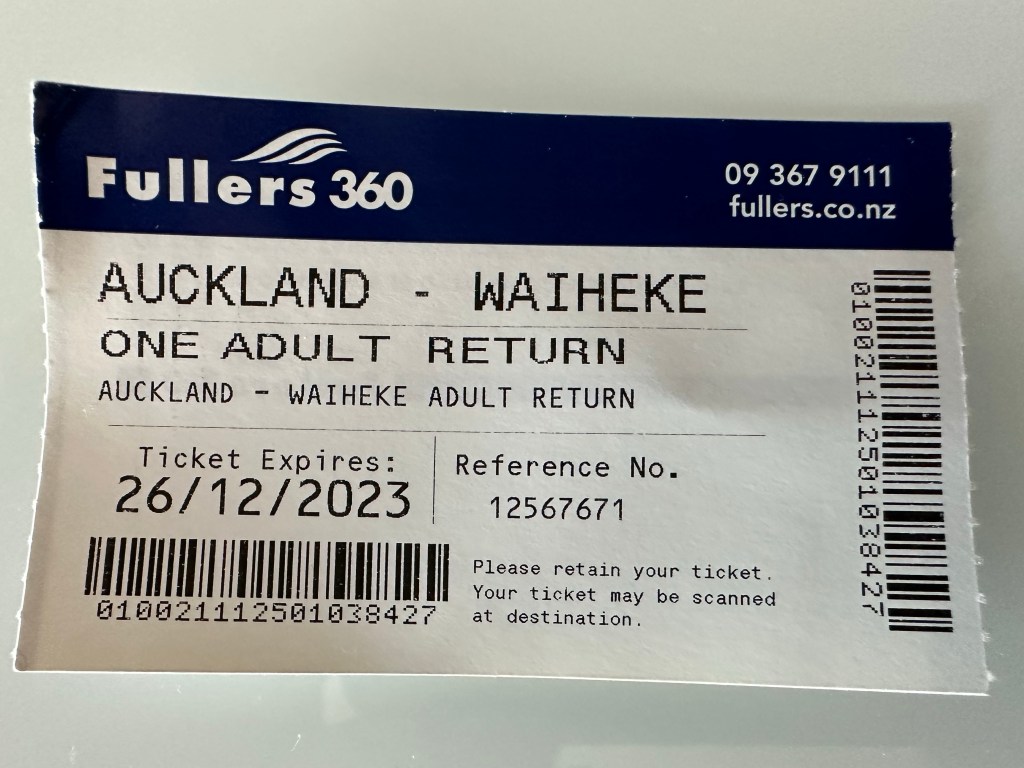 Fullers 360
09 367 9111
fullers.co.nz
AUCKLAND - WAIHEKE
ONE ADULT RETURN
AUCKLAND - WAIHEKE ADULT RETURN
Ticket Expires:
26/12/2023
Reference No.
12567671
010021112501038427
Please retain your ticket.
Your ticket may be scanned
at destination.
010021112501038427